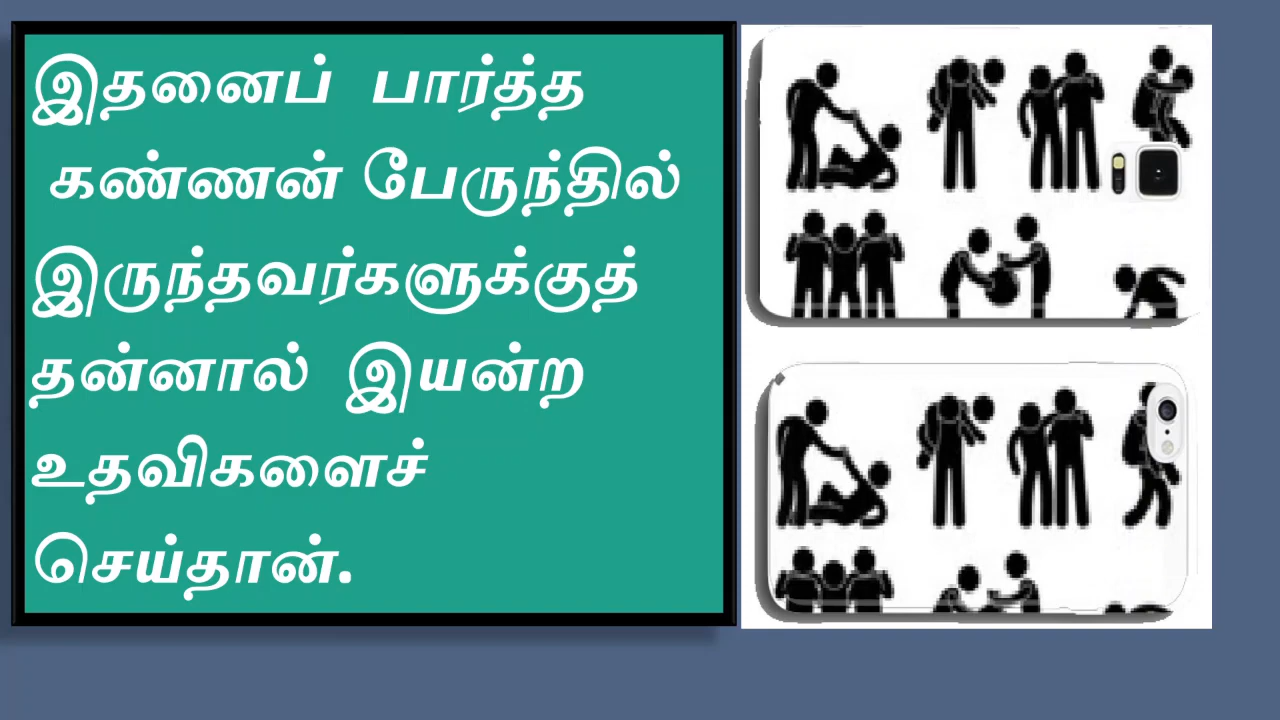 இதனைப் பார்த்த
கண்ணன் பேருந்தில்
இருந்தவர்களுக்குத்
தன்னால் இயன்ற
உதவிகளைச்
செய்தான்.